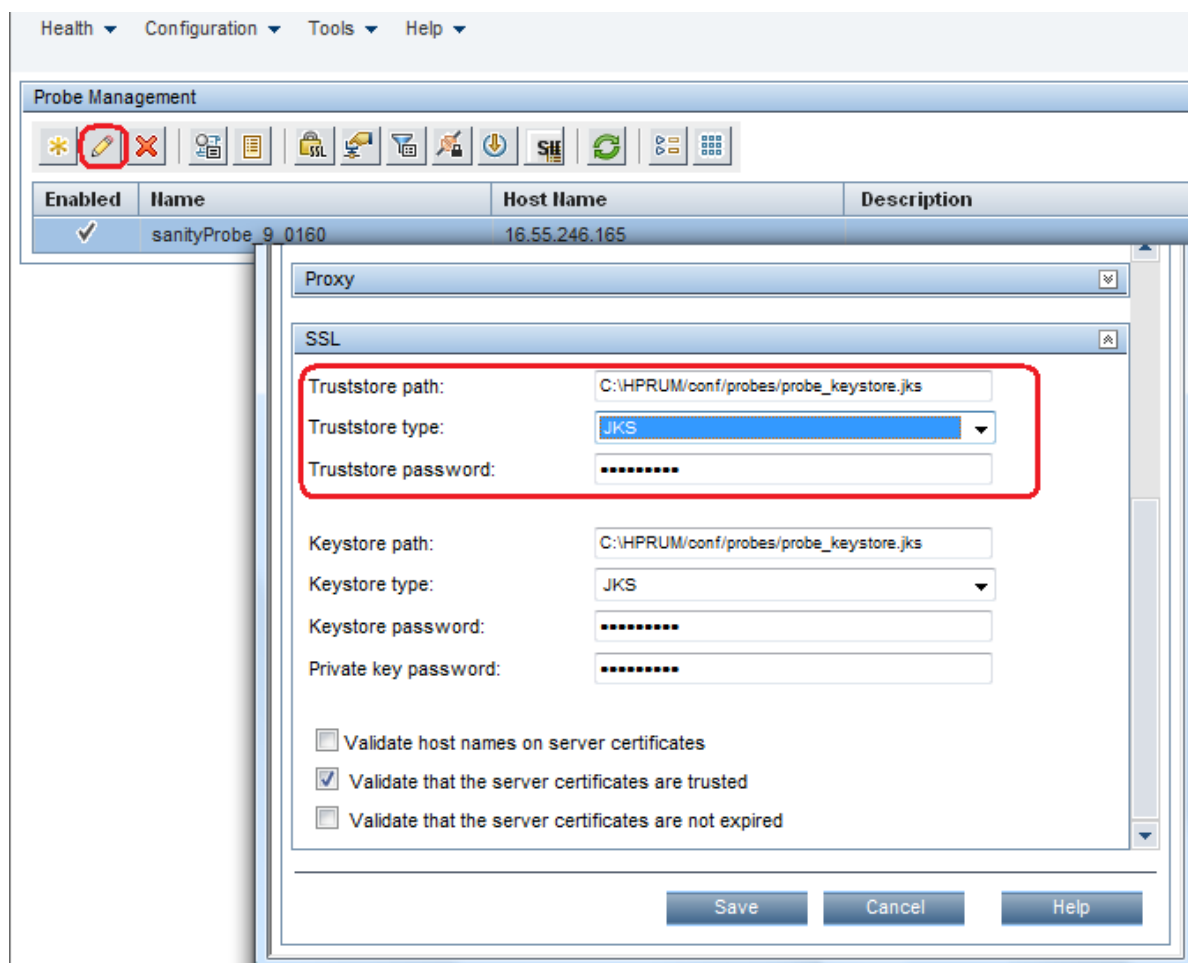 Health Configuration Tools Help
Probe Management
SSL
Enabled Name Host Name Description
sanityProbe_9_0160 16.55.246.165
Proxy
SSL
Truststore path: C:\HPRUM/conf/probes/probe_keystore.jks
Truststore type: JKS
Truststore password: •••••••••
Keystore path: C:\HPRUM/conf/probes/probe_keystore.jks
Keystore type: JKS
Keystore password: •••••••••
Private key password: •••••••••
Validate host names on server certificates
Validate that the server certificates are trusted
Validate that the server certificates are not expired
Save Cancel Help